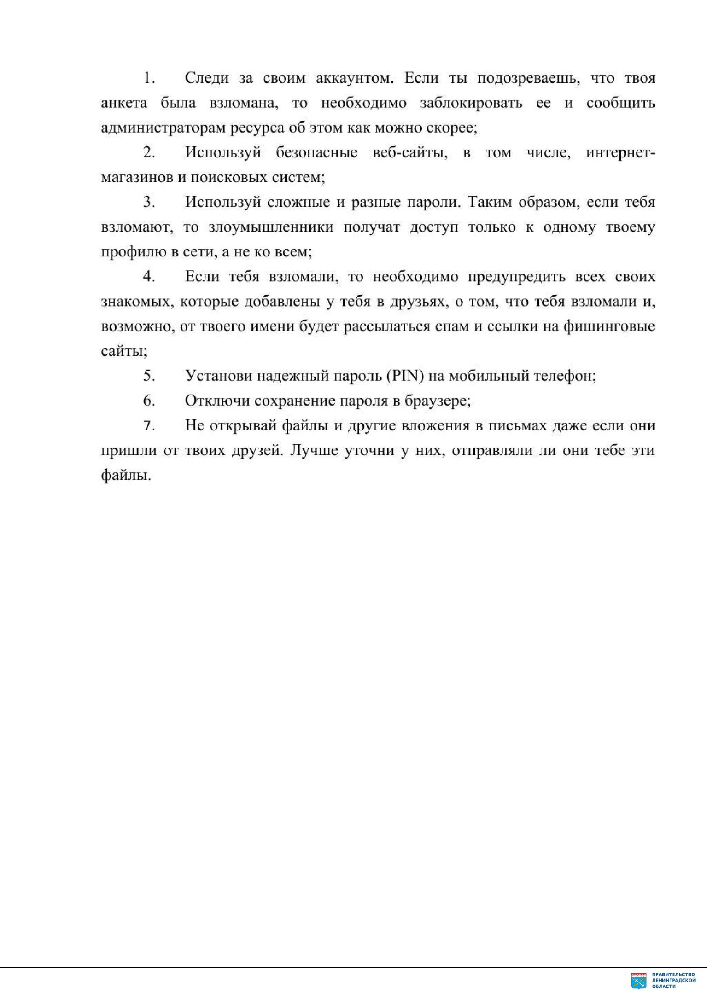 1. Следи за своим аккаунтом. Если ты подозреваешь, что твоя
анкета была взломана, то необходимо заблокировать ее и сообщить
администраторам ресурса об этом как можно скорее;
2. Используй безопасные веб-сайты, в том числе, интернет-
магазинов и поисковых систем;
3. Используй сложные и разные пароли. Таким образом, если тебя
взломают, то злоумышленники получат доступ только к одному твоему
профилю в сети, а не ко всем;
4. Если тебя взломали, то необходимо предупредить всех своих
знакомых, которые добавлены у тебя в друзьях, о том, что тебя взломали и,
возможно, от твоего имени будет рассылаться спам и ссылки на фишинговые
сайты;
5. Установи надежный пароль (PIN) на мобильный телефон;
6. Отключи сохранение пароля в браузере;
7. Не открывай файлы и другие вложения в письмах даже если они
пришли от твоих друзей. Лучше уточни у них, отправляли ли они тебе эти
файлы.
ПРАВИТЕЛЬСТВО
ЛЕНИНГРАДСКОЙ
ОБЛАСТИ